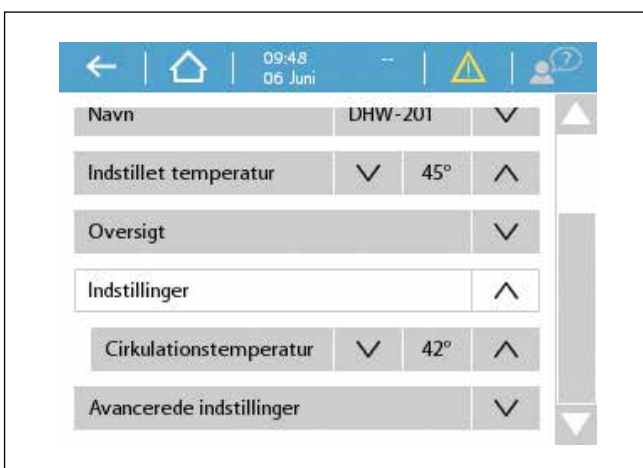 09:48 --
06 Juni
?
Navn DHW-201
Indstillet temperatur 45°
Oversigt
Indstillinger
Cirkulationstemperatur 42°
Avancerede indstillinger